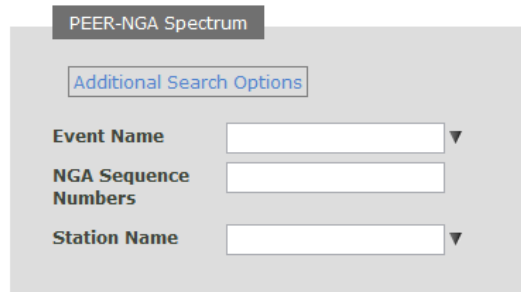 PEER-NGA Spectrum
Additional Search Options
Event Name
NGA Sequence
Numbers
Station Name